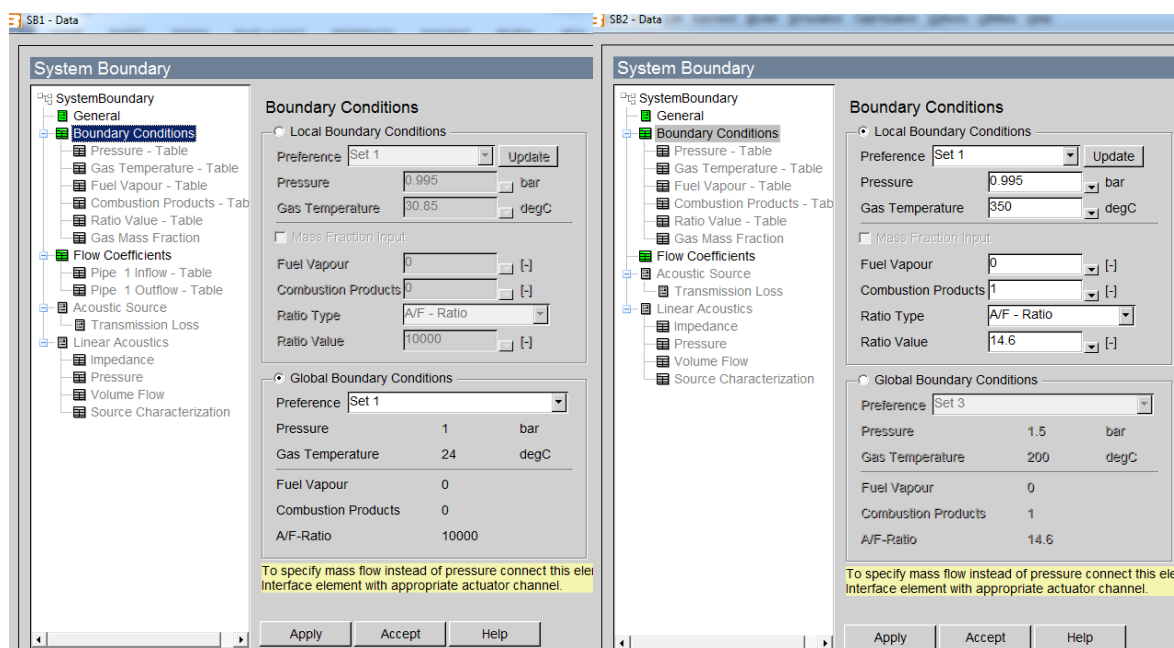 SB1 - Data
System Boundary
SystemBoundary
General
Boundary Conditions
Pressure - Table
Gas Temperature - Table
Fuel Vapour - Table
Combustion Products - Tab
Ratio Value - Table
Gas Mass Fraction
Flow Coefficients
Pipe 1 Inflow - Table
Pipe 1 Outflow - Table
Acoustic Source
Transmission Loss
Linear Acoustics
Impedance
Pressure
Volume Flow
Source Characterization
Boundary Conditions
Local Boundary Conditions
Preference Set 1 Update
Pressure 0.995 bar
Gas Temperature 30.85 degC
Mass Fraction Input
Fuel Vapour 0 [-]
Combustion Products 0 [-]
Ratio Type A/F - Ratio
Ratio Value 10000 [-]
Global Boundary Conditions
Preference Set 1
Pressure 1 bar
Gas Temperature 24 degC
Fuel Vapour 0
Combustion Products 0
A/F-Ratio 10000
To specify mass flow instead of pressure connect this ele
Interface element with appropriate actuator channel.
Apply Accept Help
SB2 - Data
System Boundary
SystemBoundary
General
Boundary Conditions
Pressure - Table
Gas Temperature - Table
Fuel Vapour - Table
Combustion Products - Tab
Ratio Value - Table
Gas Mass Fraction
Flow Coefficients
Acoustic Source
Transmission Loss
Linear Acoustics
Impedance
Pressure
Volume Flow
Source Characterization
Boundary Conditions
Local Boundary Conditions
Preference Set 1 Update
Pressure 0.995 bar
Gas Temperature 350 degC
Mass Fraction Input
Fuel Vapour 0 [-]
Combustion Products 1 [-]
Ratio Type A/F - Ratio
Ratio Value 14.6 [-]
Global Boundary Conditions
Preference Set 3
Pressure 1.5 bar
Gas Temperature 200 degC
Fuel Vapour 0
Combustion Products 1
A/F-Ratio 14.6
To specify mass flow instead of pressure connect this ele
Interface element with appropriate actuator channel.
Apply Accept Help